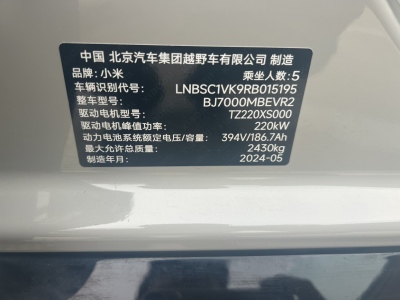 中国 北京汽车集团越野车有限公司 制造
品牌：小米 乘坐人数：5
车辆识别代号： LNBSC1VK9RB015195
整车型号： BJ7000MBEVR2
驱动电机型号： TZ220XS000
驱动电机峰值功率： 220kW
动力电池系统额定电压/容量： 394V/186.7Ah
最大允许总质量： 2430kg
制造年月： 2024-05